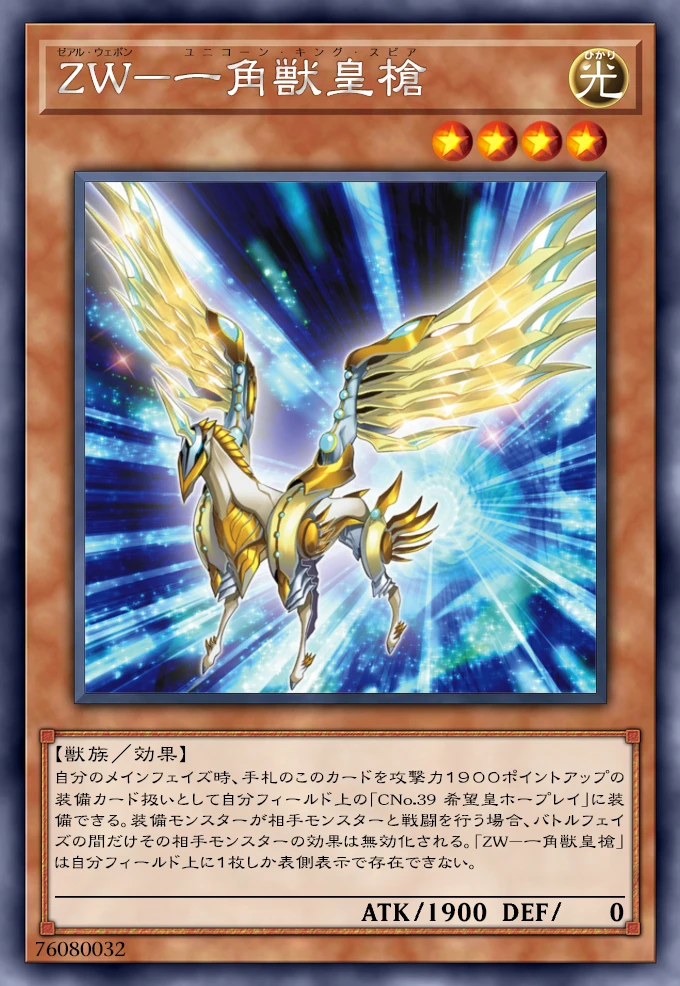 ゼアル・ウェポン ユニコーン・キング・スピア
ZW－一角獣皇槍
ひかり
光
【獣族／効果】
自分のメインフェイズ時、手札のこのカードを攻撃力１９００ポイントアップの
装備カード扱いとして自分フィールド上の「CNo.39 希望皇ホープレイ」に装
備できる。装備モンスターが相手モンスターと戦闘を行う場合、バトルフェイ
ズの間だけその相手モンスターの効果は無効化される。「ZW－一角獣皇槍」
は自分フィールド上に１枚しか表側表示で存在できない。
ATK/1900 DEF/ 0
76080032